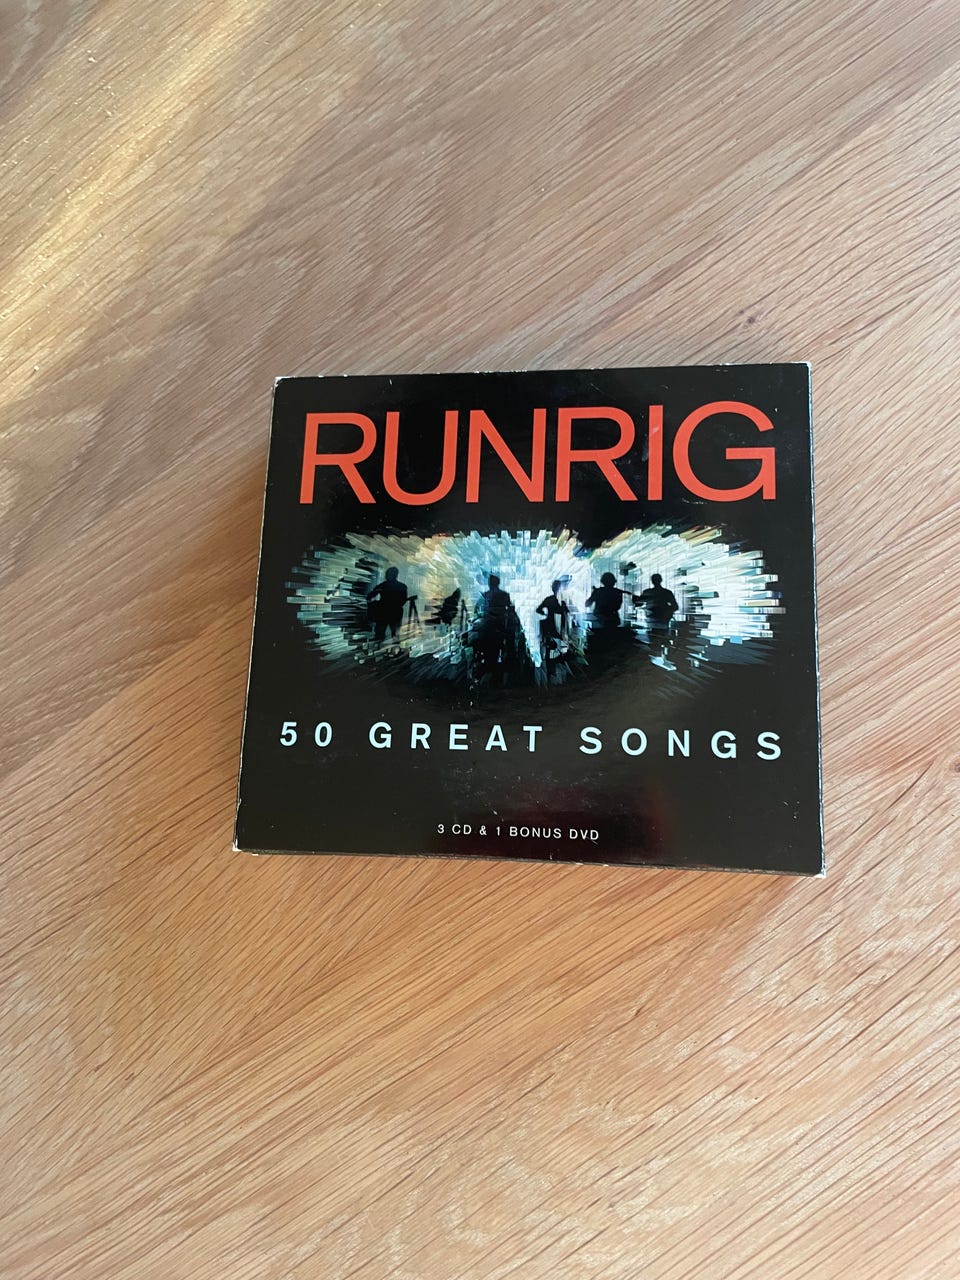 RUNRIG
50 GREAT SONGS
3 CD & 1 BONUS DVD